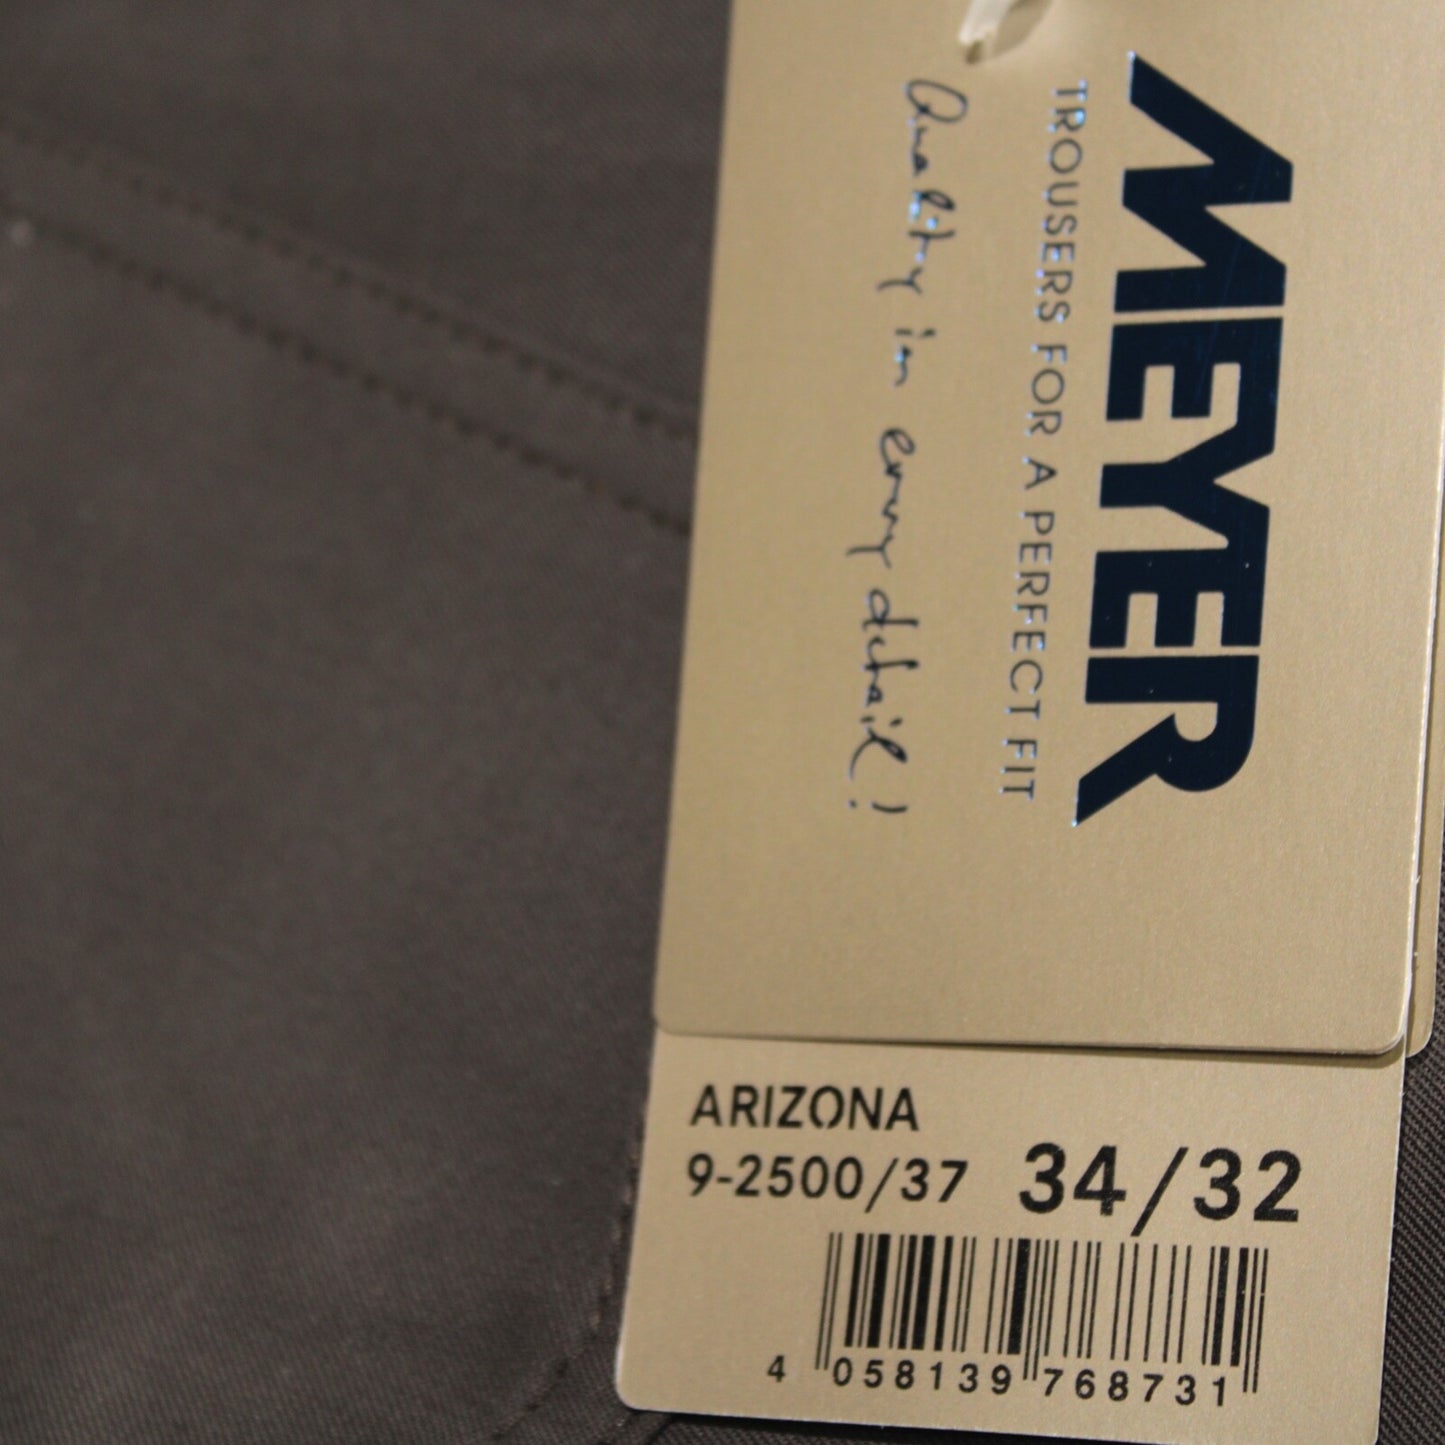 MEYER
TROUSERS FOR A PERFECT FIT
Quality in every detail!
ARIZONA
9-2500/37 34/32
4 058139 768731